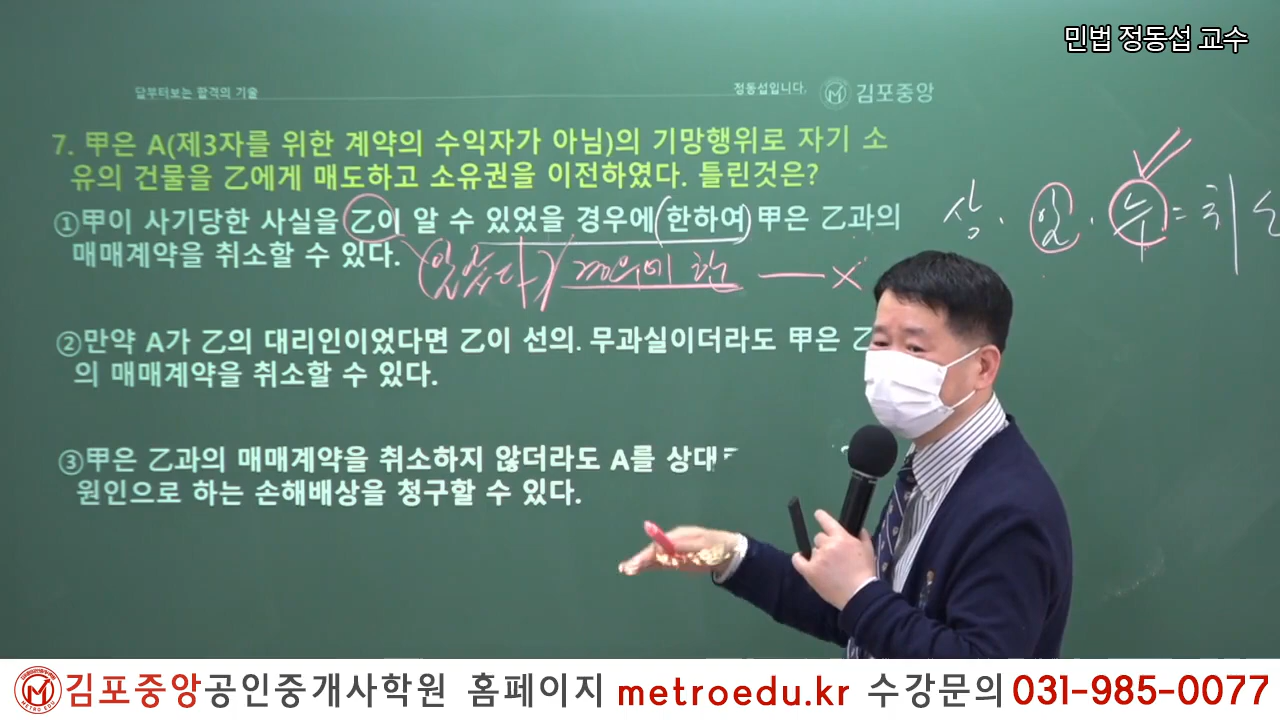 민법 정동섭 교수
달부터보는 합격의 기술
정동섭입니다.
김포중앙
7. 甲은 A(제3자를 위한 계약의 수익자가 아님)의 기망행위로 자기 소
유의 건물을 乙에게 매도하고 소유권을 이전하였다. 틀린것은?
①甲이 사기당한 사실을 乙이 알 수 있었을 경우에 한하여 甲은 乙과의
매매계약을 취소할 수 있다.
②만약 A가 乙의 대리인이었다면 乙이 선의. 무과실이더라도 甲은 乙
의 매매계약을 취소할 수 있다.
③甲은 乙과의 매매계약을 취소하지 않더라도 A를 상대
원인으로 하는 손해배상을 청구할 수 있다.
김포중앙공인중개사학원 홈페이지 metroedu.kr 수강문의 031-985-0077
METRO EDU